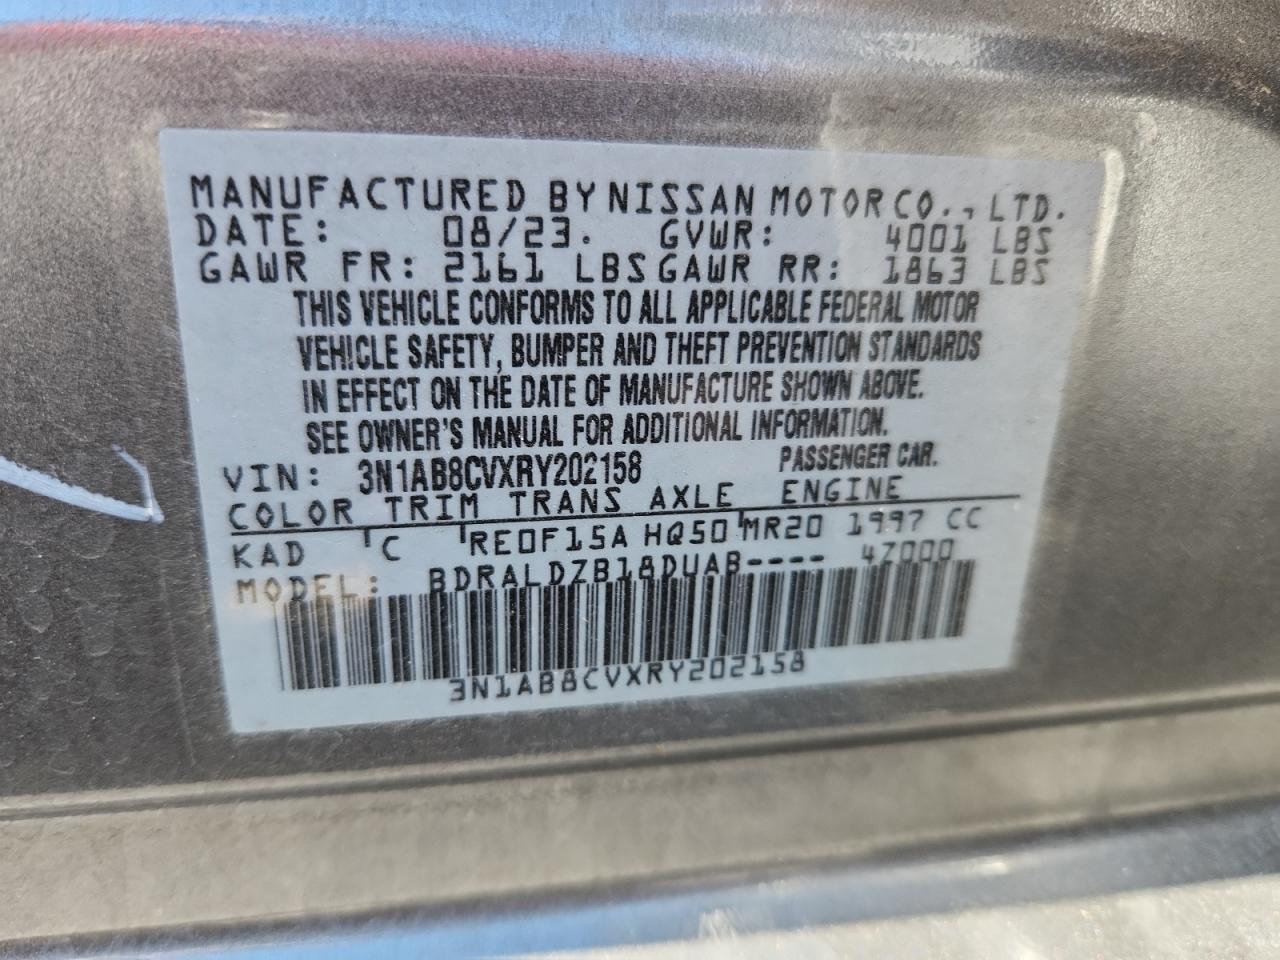 MANUFACTURED BY NISSAN MOTOR CO., LTD.
DATE: 08/23. GVWR: 4001 LBS
GAWR FR: 2161 LBS GAWR RR: 1863 LBS
THIS VEHICLE CONFORMS TO ALL APPLICABLE FEDERAL MOTOR
VEHICLE SAFETY, BUMPER AND THEFT PREVENTION STANDARDS
IN EFFECT ON THE DATE OF MANUFACTURE SHOWN ABOVE.
SEE OWNER'S MANUAL FOR ADDITIONAL INFORMATION.
VIN: 3N1AB8CVXRY202158 PASSENGER CAR.
COLOR TRIM TRANS AXLE ENGINE
KAD C RE0F15A HQ50 MR20 1997 CC
MODEL: BDRALDZB18DUAB---- 4Z000
3N1AB8CVXRY202158